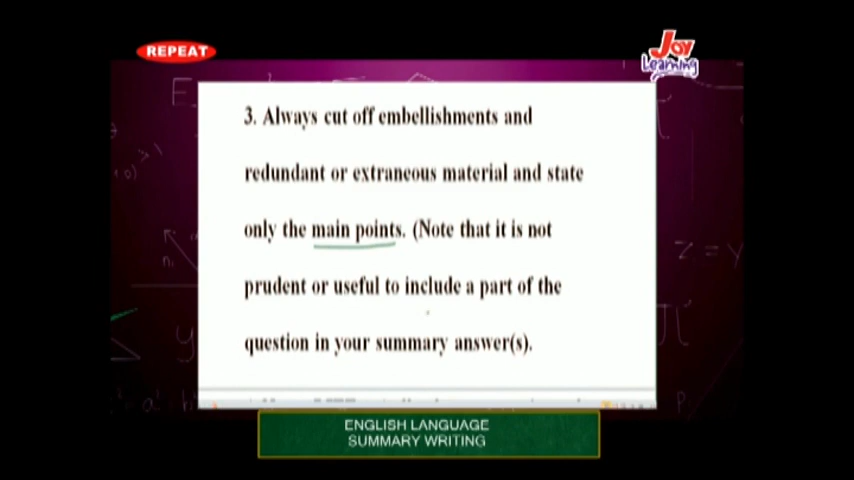 REPEAT
Joy
Learning
3. Always cut off embellishments and
redundant or extraneous material and state
only the main points. (Note that it is not
prudent or useful to include a part of the
question in your summary answer(s).
Z = y
ENGLISH LANGUAGE
SUMMARY WRITING